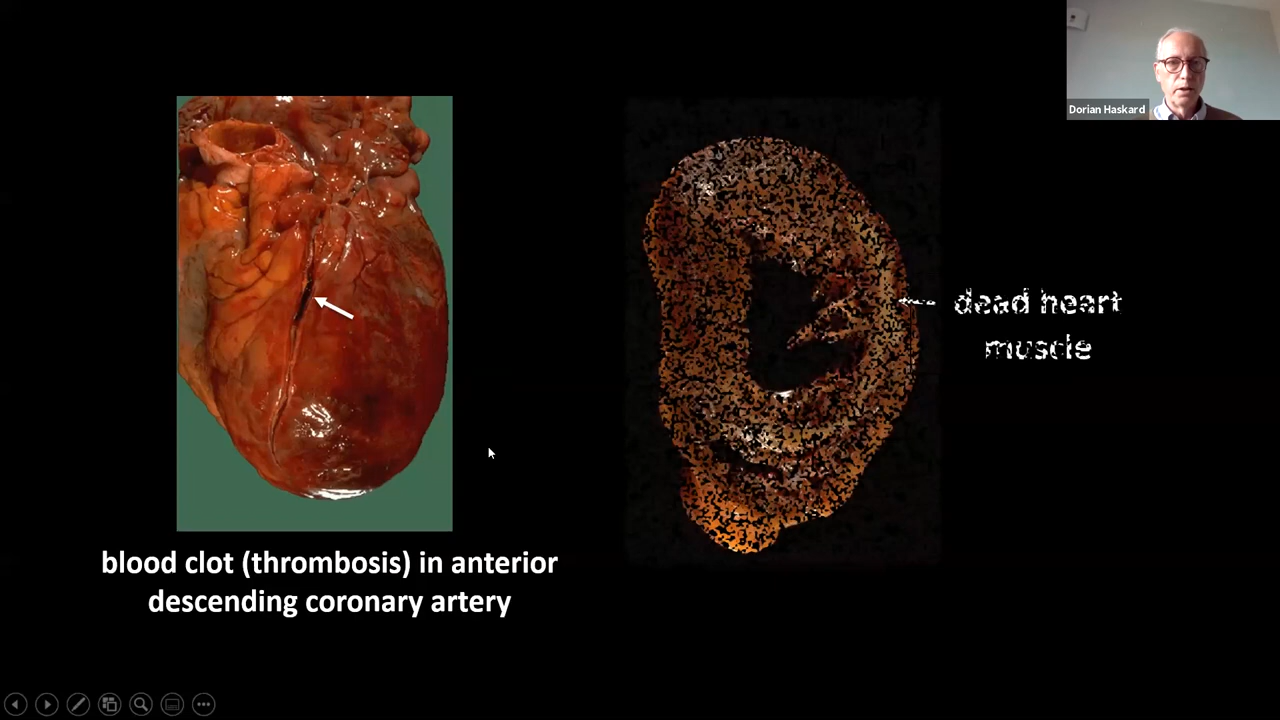 Dorian Haskard
dead heart
muscle
blood clot (thrombosis) in anterior
descending coronary artery